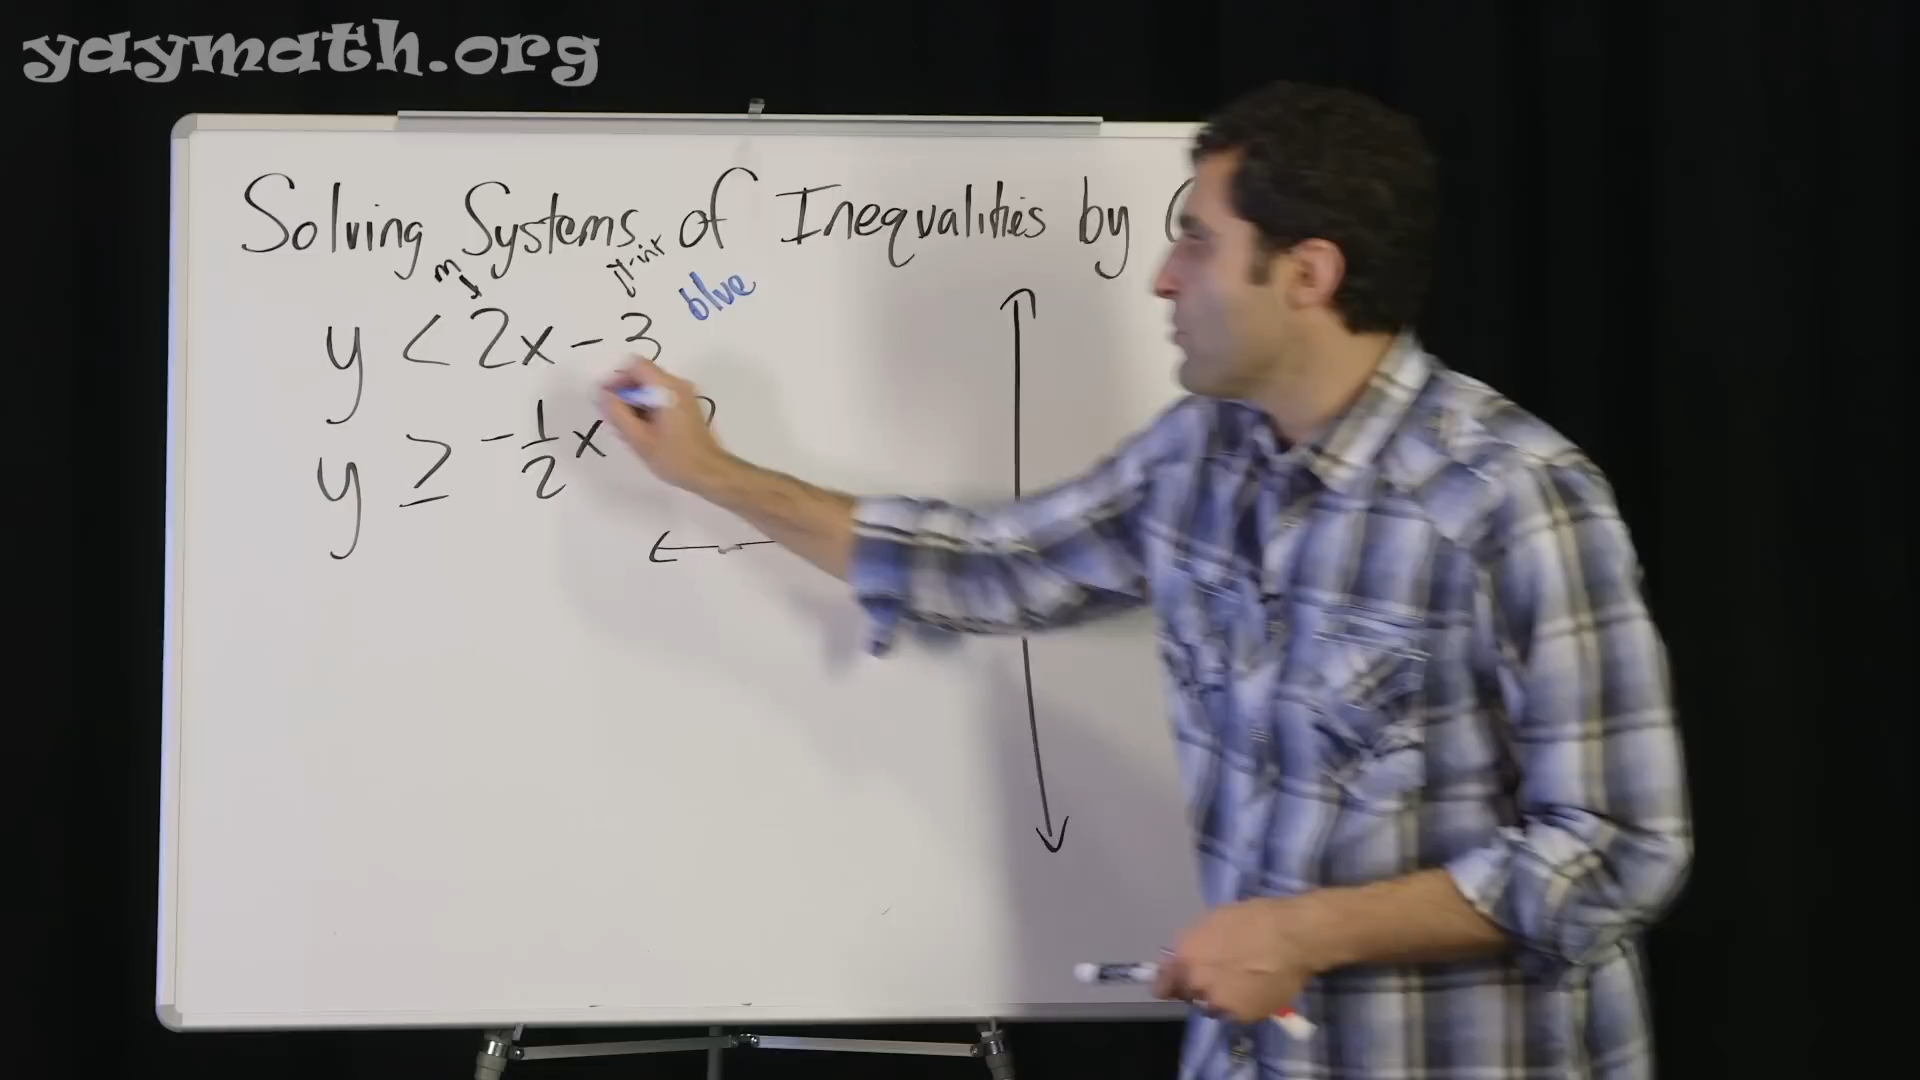 yaymath.org
Solving Systems of Inequalities by
m y-int blue
y < 2x - 3
y ≥ -1/2 x